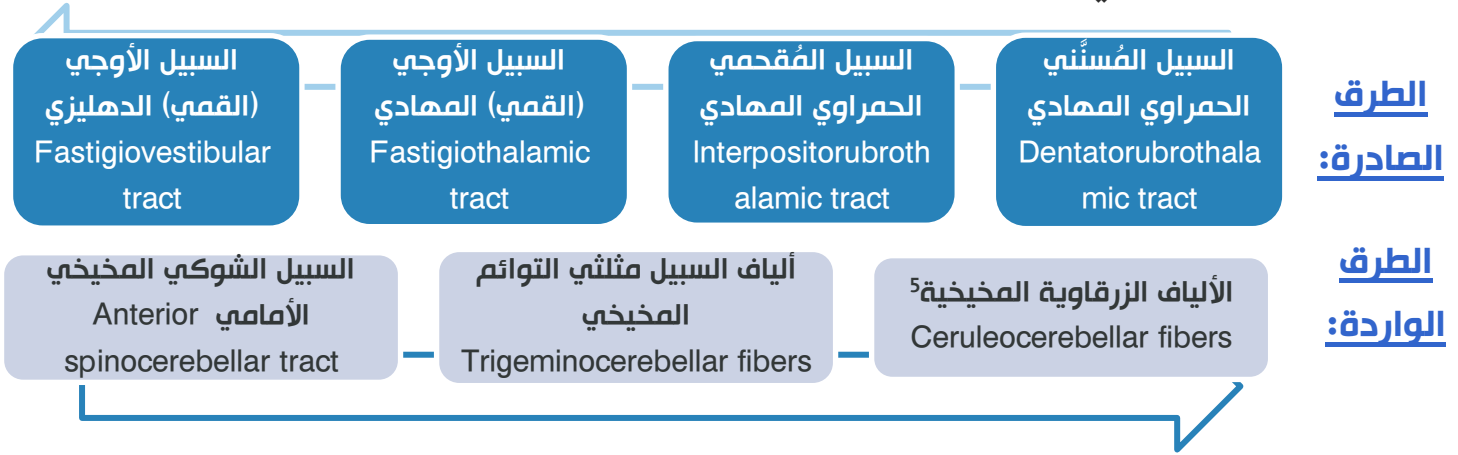 الطرق
الصادرة:
السبيل المُسنَّني
الحمراوي المهادي
Dentatorubrothala
mic tract
السبيل المُقحمي
الحمراوي المهادي
Interpositorubroth
alamic tract
السبيل الأوجي
(القمي) المهادي
Fastigiothalamic
tract
السبيل الأوجي
(القمي) الدهليزي
Fastigiovestibular
tract
الطرق
الواردة:
الألياف الزرقاوية المخيخية⁵
Ceruleocerebellar fibers
ألياف السبيل مثلثي التوائم
المخيخي
Trigeminocerebellar fibers
السبيل الشوكي المخيخي
الأمامي Anterior
spinocerebellar tract